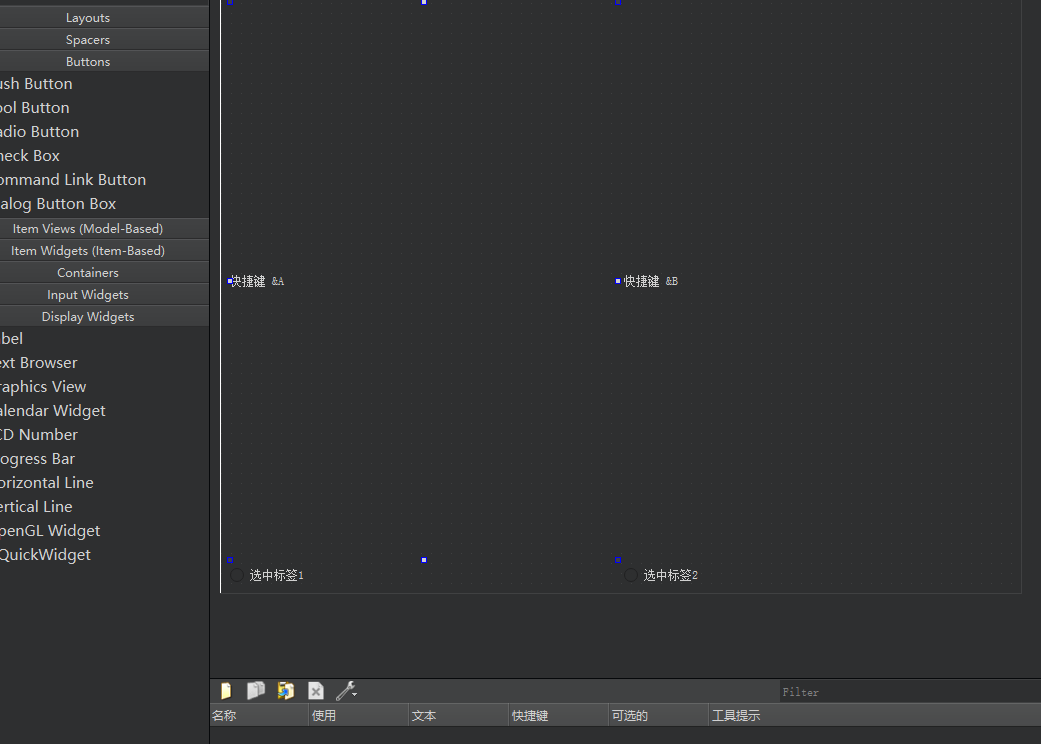 Layouts
Spacers
Buttons
ush Button
ool Button
adio Button
heck Box
ommand Link Button
alog Button Box
Item Views (Model-Based)
Item Widgets (Item-Based)
Containers
Input Widgets
Display Widgets
bel
ext Browser
raphics View
alendar Widget
CD Number
ogress Bar
orizontal Line
ertical Line
penGL Widget
QuickWidget
快捷键 &A 快捷键 &B
选中标签1 选中标签2
Filter
名称 使用 文本 快捷键 可选的 工具提示